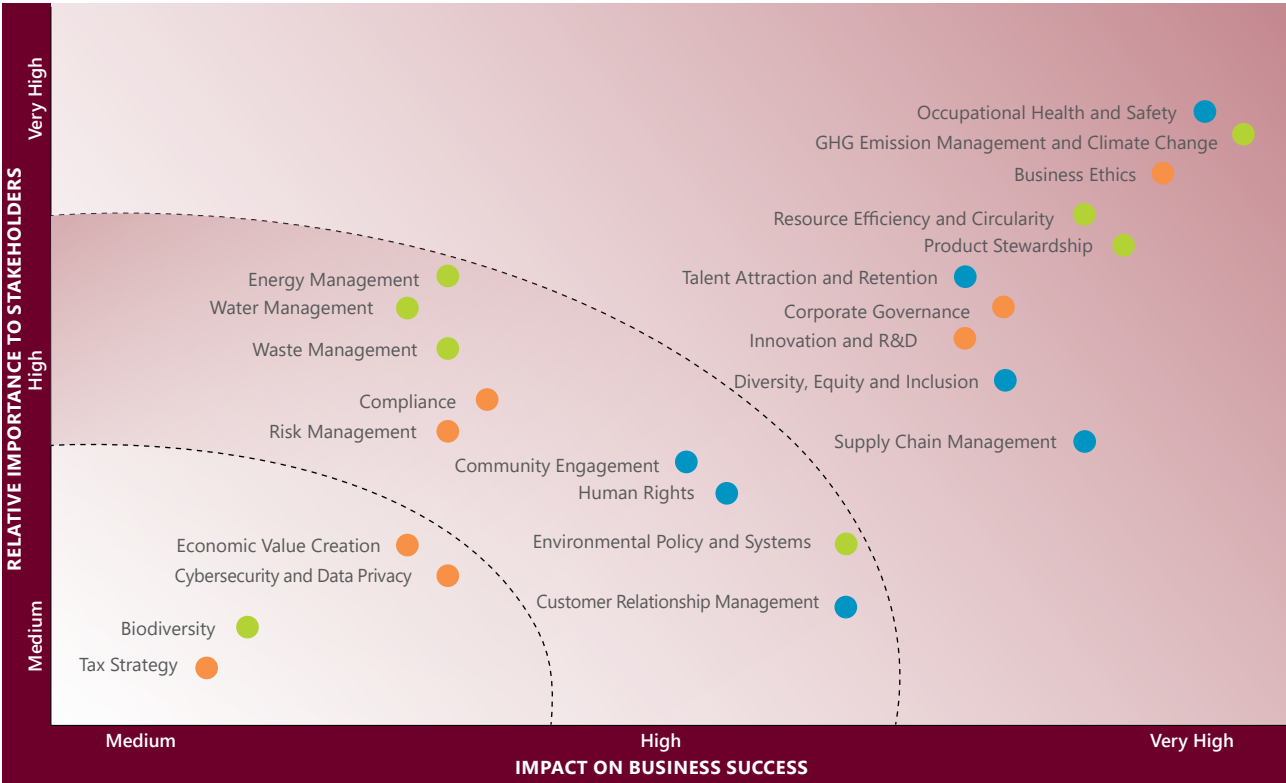 Very High
High
Medium
RELATIVE IMPORTANCE TO STAKEHOLDERS
Occupational Health and Safety
GHG Emission Management and Climate Change
Business Ethics
Resource Efficiency and Circularity
Product Stewardship
Energy Management
Talent Attraction and Retention
Water Management
Corporate Governance
Innovation and R&D
Waste Management
Diversity, Equity and Inclusion
Compliance
Risk Management
Supply Chain Management
Community Engagement
Human Rights
Environmental Policy and Systems
Economic Value Creation
Cybersecurity and Data Privacy
Customer Relationship Management
Biodiversity
Tax Strategy
Medium
High
Very High
IMPACT ON BUSINESS SUCCESS